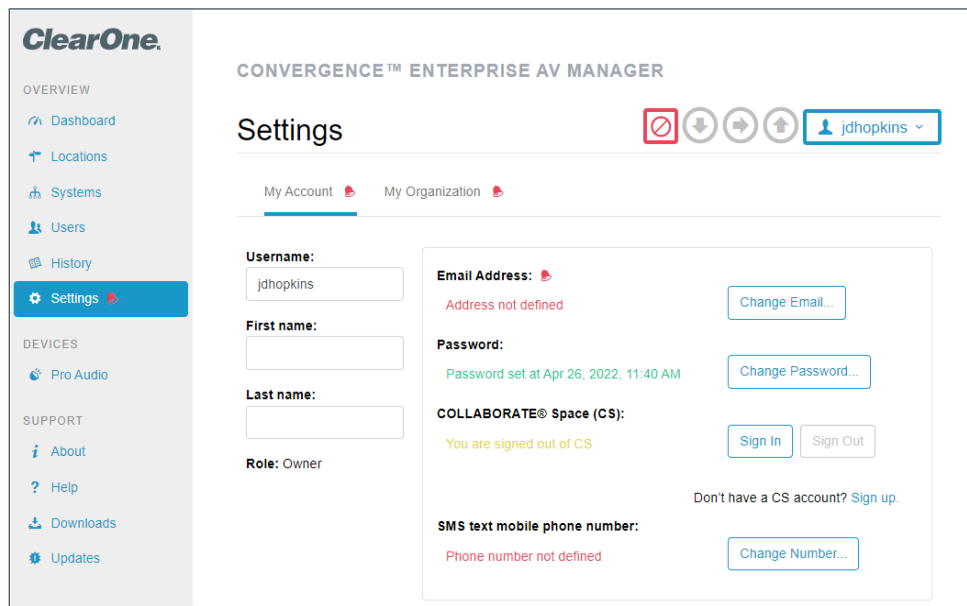 ClearOne.
OVERVIEW
Dashboard
Locations
Systems
Users
History
Settings
DEVICES
Pro Audio
SUPPORT
About
Help
Downloads
Updates
CONVERGENCE™ ENTERPRISE AV MANAGER
Settings
jdhopkins
My Account
My Organization
Username:
jdhopkins
First name:
Last name:
Role: Owner
Email Address:
Address not defined
Change Email...
Password:
Password set at Apr 26, 2022, 11:40 AM
Change Password...
COLLABORATE® Space (CS):
You are signed out of CS
Sign In
Sign Out
Don't have a CS account? Sign up.
SMS text mobile phone number:
Phone number not defined
Change Number...